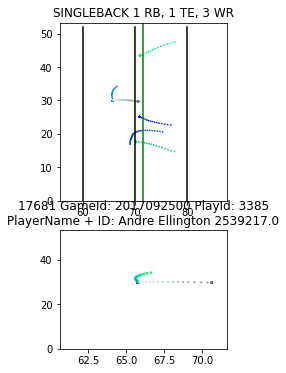 SINGLEBACK 1 RB, 1 TE, 3 WR
50
40
30
20
10
0
60 70 80
17681 GameId: 2017092500 PlayId: 3385
PlayerName + ID: Andre Ellington 2539217.0
40
20
0
62.5 65.0 67.5 70.0